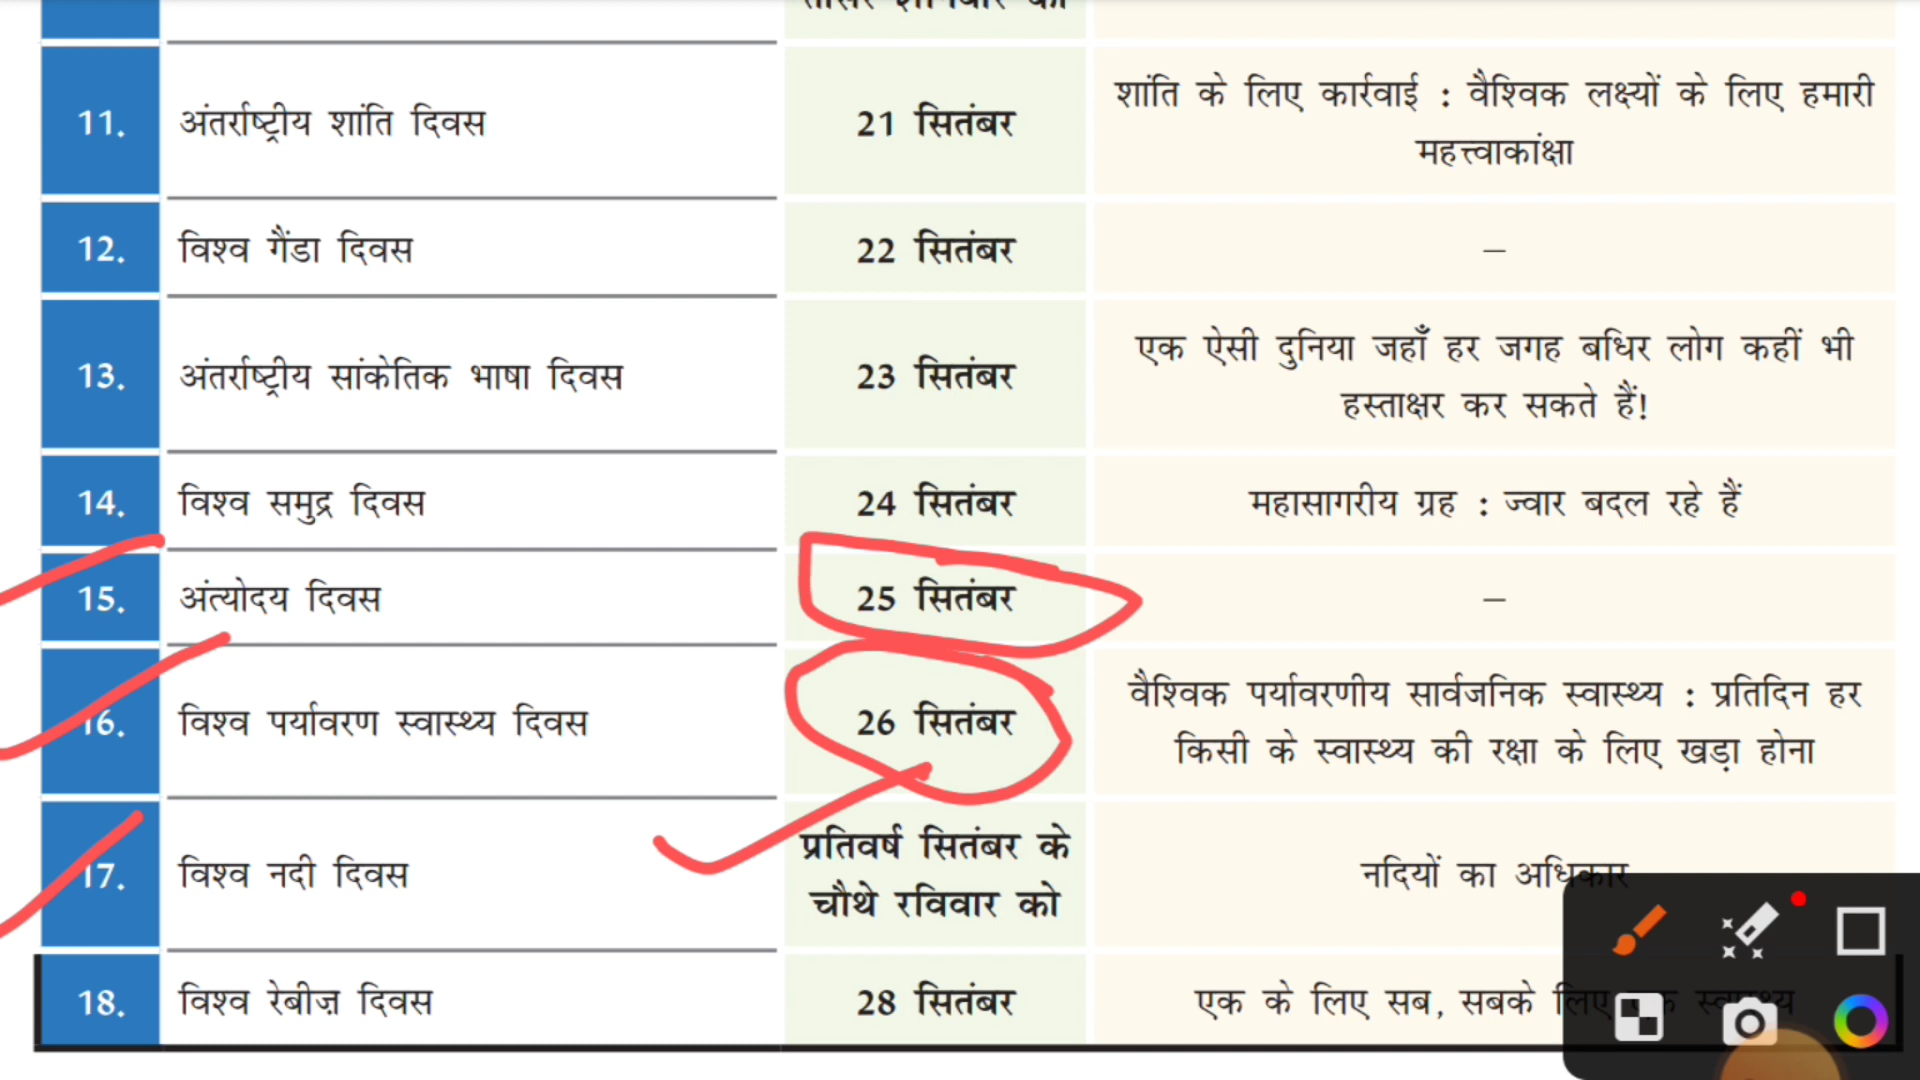 11. अंतर्राष्ट्रीय शांति दिवस 21 सितंबर शांति के लिए कार्रवाई : वैश्विक लक्ष्यों के लिए हमारी
महत्त्वाकांक्षा
12. विश्व गैंडा दिवस 22 सितंबर –
13. अंतर्राष्ट्रीय सांकेतिक भाषा दिवस 23 सितंबर एक ऐसी दुनिया जहाँ हर जगह बधिर लोग कहीं भी
हस्ताक्षर कर सकते हैं!
14. विश्व समुद्र दिवस 24 सितंबर महासागरीय ग्रह : ज्वार बदल रहे हैं
15. अंत्योदय दिवस 25 सितंबर –
16. विश्व पर्यावरण स्वास्थ्य दिवस 26 सितंबर वैश्विक पर्यावरणीय सार्वजनिक स्वास्थ्य : प्रतिदिन हर
किसी के स्वास्थ्य की रक्षा के लिए खड़ा होना
17. विश्व नदी दिवस प्रतिवर्ष सितंबर के
चौथे रविवार को नदियों का अधिकार
18. विश्व रेबीज़ दिवस 28 सितंबर एक के लिए सब, सबके लिए एक स्वास्थ्य